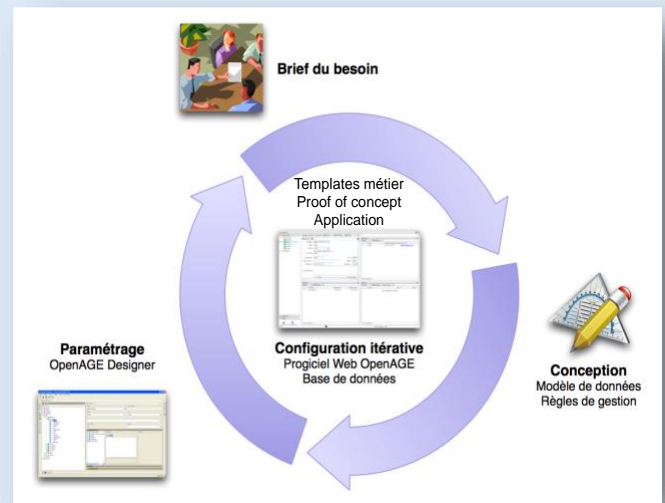 Brief du besoin
Templates métier
Proof of concept
Application
Configuration itérative
Progiciel Web OpenAGE
Base de données
Conception
Modèle de données
Règles de gestion
Paramétrage
OpenAGE Designer